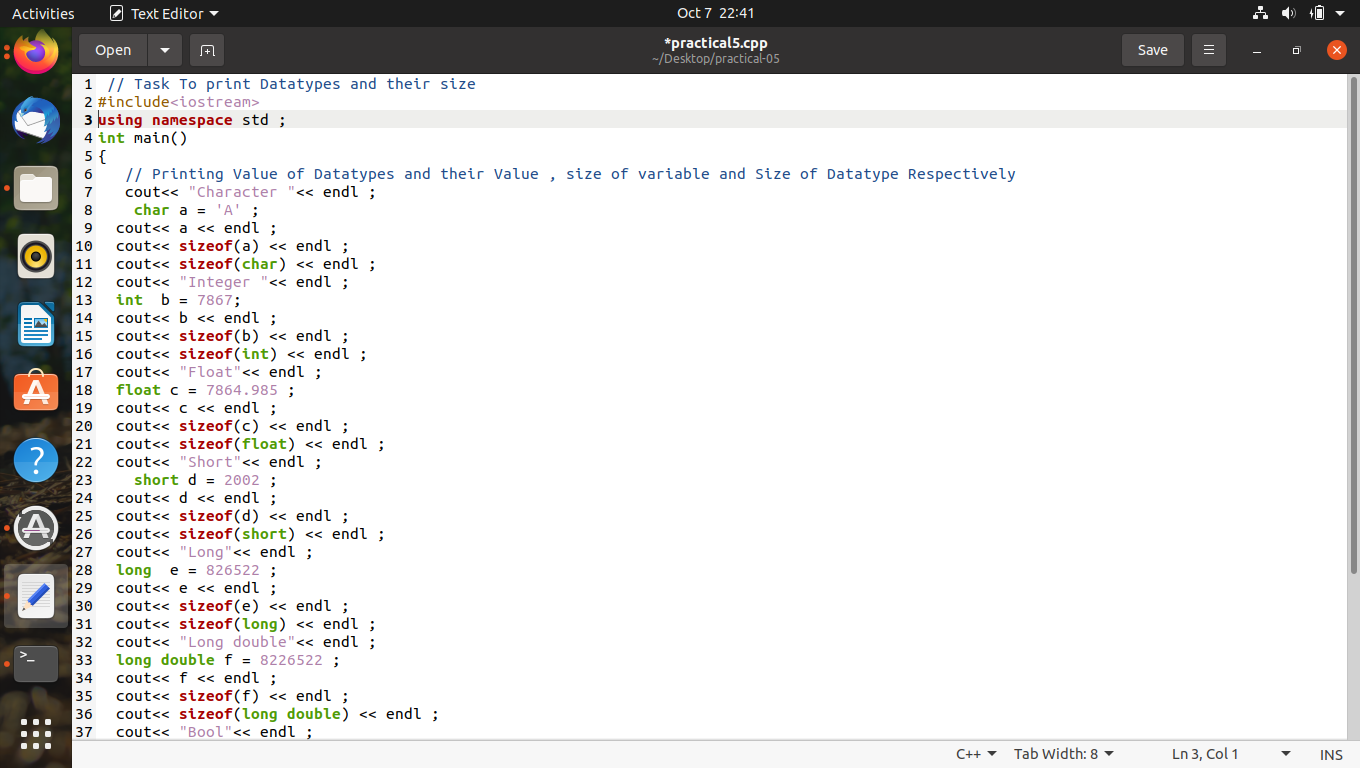 Activities Text Editor Oct 7 22:41
Open *practical5.cpp Save
~/Desktop/practical-05
1 // Task To print Datatypes and their size
2 #include<iostream>
3 using namespace std ;
4 int main()
5 {
6 // Printing Value of Datatypes and their Value , size of variable and Size of Datatype Respectively
7 cout<< "Character "<< endl ;
8 char a = 'A' ;
9 cout<< a << endl ;
10 cout<< sizeof(a) << endl ;
11 cout<< sizeof(char) << endl ;
12 cout<< "Integer "<< endl ;
13 int  b = 7867;
14 cout<< b << endl ;
15 cout<< sizeof(b) << endl ;
16 cout<< sizeof(int) << endl ;
17 cout<< "Float"<< endl ;
18 float c = 7864.985 ;
19 cout<< c << endl ;
20 cout<< sizeof(c) << endl ;
21 cout<< sizeof(float) << endl ;
22 cout<< "Short"<< endl ;
23 short d = 2002 ;
24 cout<< d << endl ;
25 cout<< sizeof(d) << endl ;
26 cout<< sizeof(short) << endl ;
27 cout<< "Long"<< endl ;
28 long  e = 826522 ;
29 cout<< e << endl ;
30 cout<< sizeof(e) << endl ;
31 cout<< sizeof(long) << endl ;
32 cout<< "Long double"<< endl ;
33 long double f = 8226522 ;
34 cout<< f << endl ;
35 cout<< sizeof(f) << endl ;
36 cout<< sizeof(long double) << endl ;
37 cout<< "Bool"<< endl ;
C++ Tab Width: 8 Ln 3, Col 1 INS